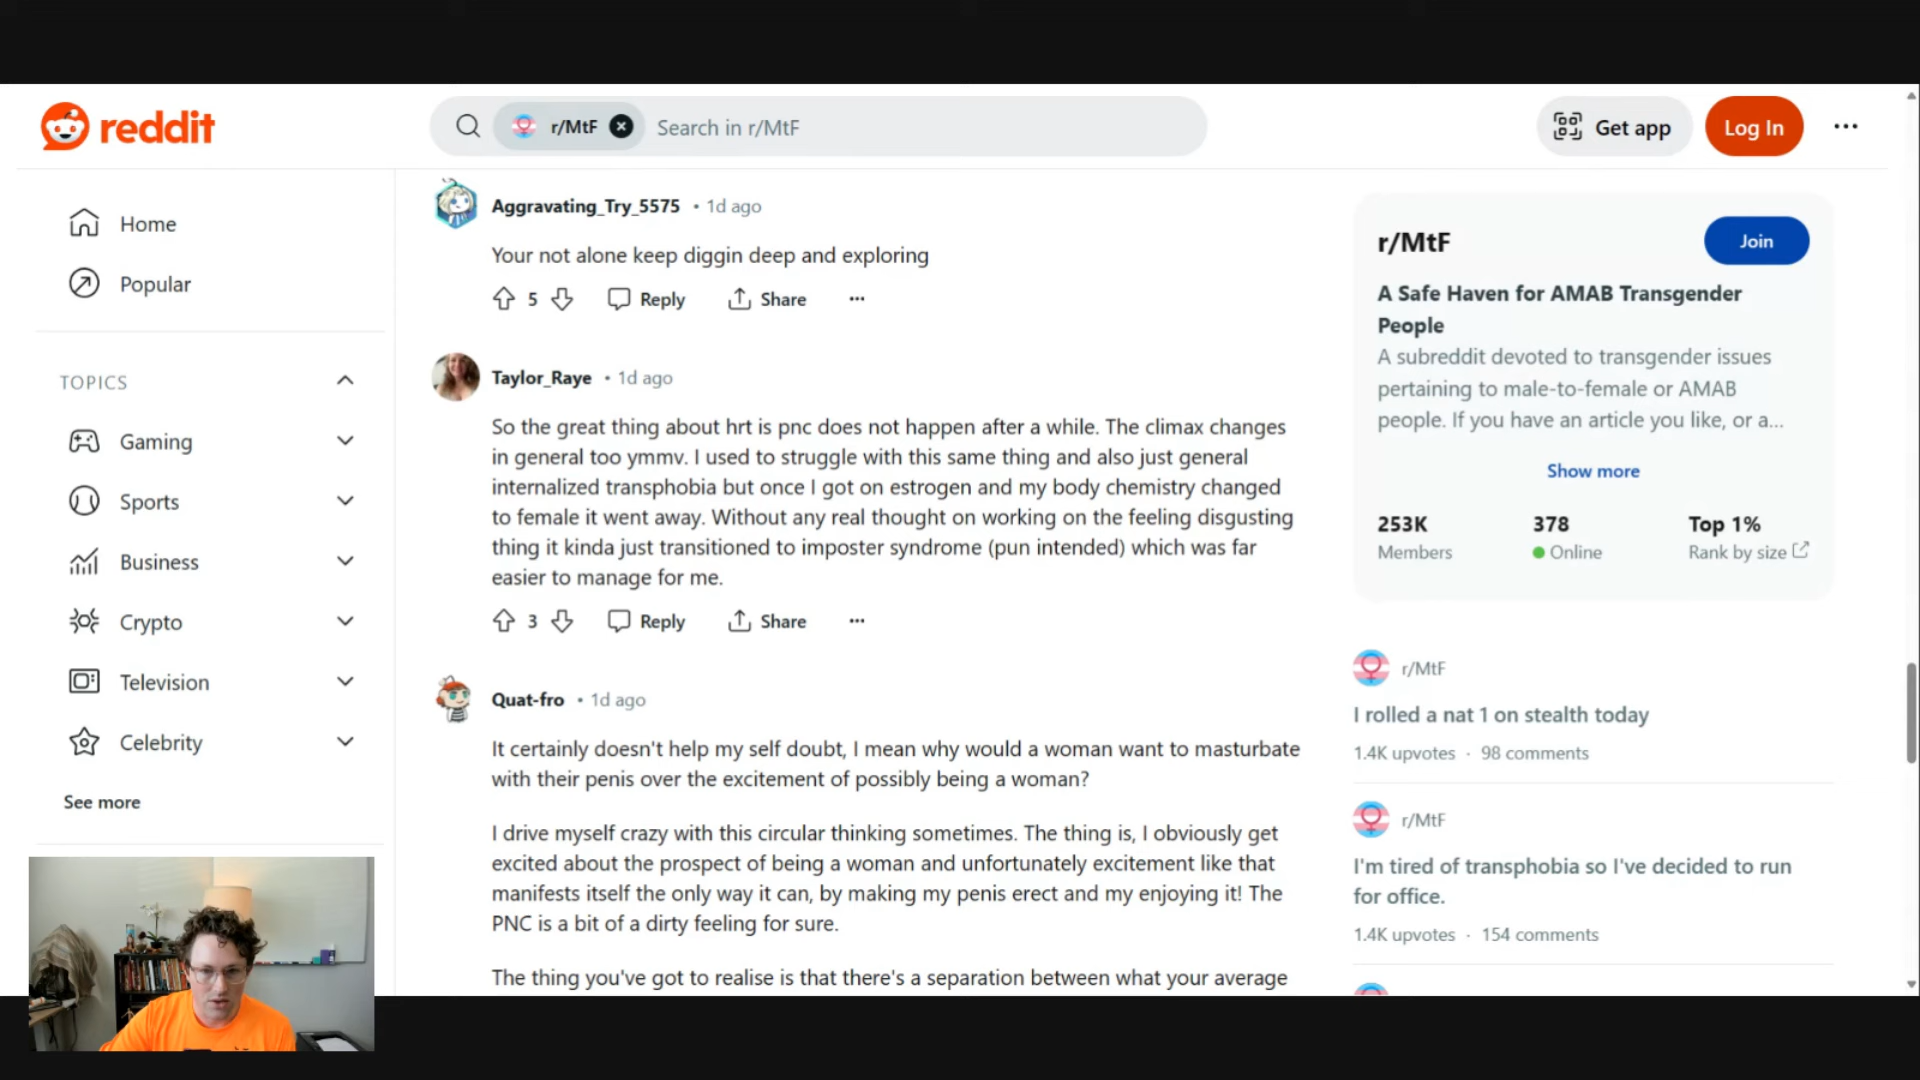 reddit
r/MtF
Search in r/MtF
Get app
Log In
Home
Popular
TOPICS
Gaming
Sports
Business
Crypto
Television
Celebrity
See more
Aggravating_Try_5575 • 1d ago
Your not alone keep diggin deep and exploring
5
Reply
Share
Taylor_Raye • 1d ago
So the great thing about hrt is pnc does not happen after a while. The climax changes
in general too ymmv. I used to struggle with this same thing and also just general
internalized transphobia but once I got on estrogen and my body chemistry changed
to female it went away. Without any real thought on working on the feeling disgusting
thing it kinda just transitioned to imposter syndrome (pun intended) which was far
easier to manage for me.
3
Reply
Share
Quat-fro • 1d ago
It certainly doesn't help my self doubt, I mean why would a woman want to masturbate
with their penis over the excitement of possibly being a woman?
I drive myself crazy with this circular thinking sometimes. The thing is, I obviously get
excited about the prospect of being a woman and unfortunately excitement like that
manifests itself the only way it can, by making my penis erect and my enjoying it! The
PNC is a bit of a dirty feeling for sure.
The thing you've got to realise is that there's a separation between what your average
r/MtF
Join
A Safe Haven for AMAB Transgender
People
A subreddit devoted to transgender issues
pertaining to male-to-female or AMAB
people. If you have an article you like, or a...
Show more
253K
Members
378
Online
Top 1%
Rank by size
r/MtF
I rolled a nat 1 on stealth today
1.4K upvotes · 98 comments
r/MtF
I'm tired of transphobia so I've decided to run
for office.
1.4K upvotes · 154 comments